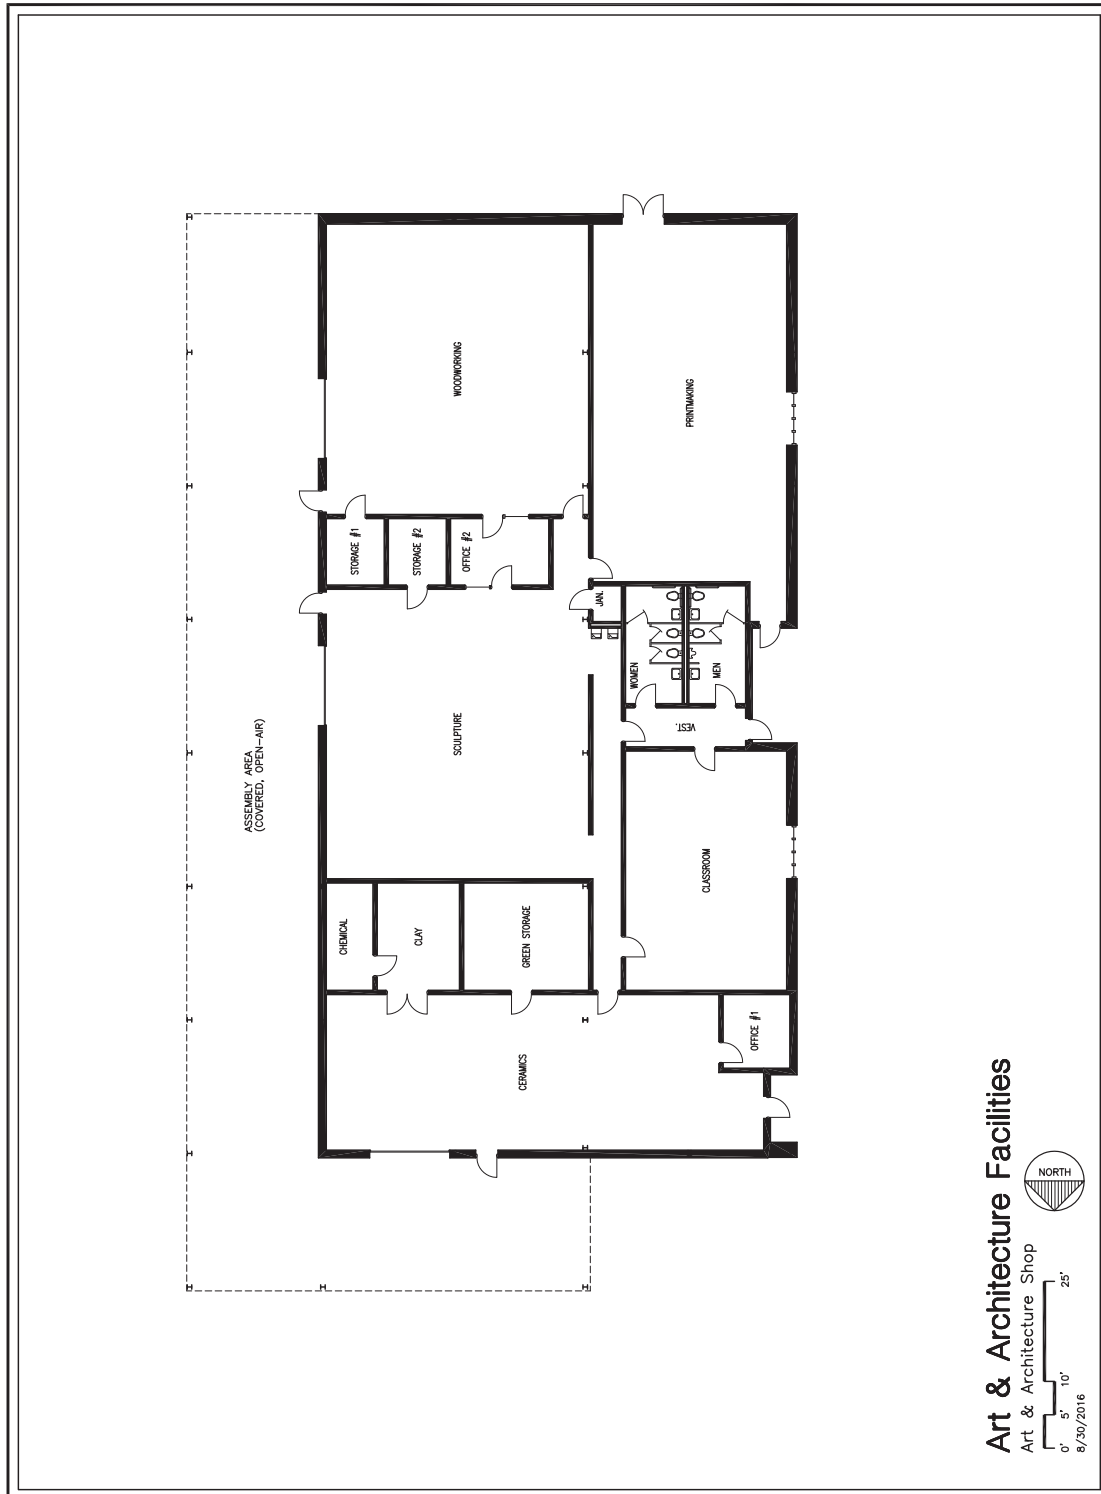 ASSEMBLY AREA
(COVERED, OPEN-AIR)
WOODWORKING
PRINTMAKING
STORAGE #1
STORAGE #2
OFFICE #2
JAN.
WOMEN
MEN
VEST.
SCULPTURE
CLASSROOM
CHEMICAL
CLAY
GREEN STORAGE
CERAMICS
OFFICE #1
Art & Architecture Facilities
Art & Architecture Shop
NORTH
0' 5' 10' 25'
8/30/2016